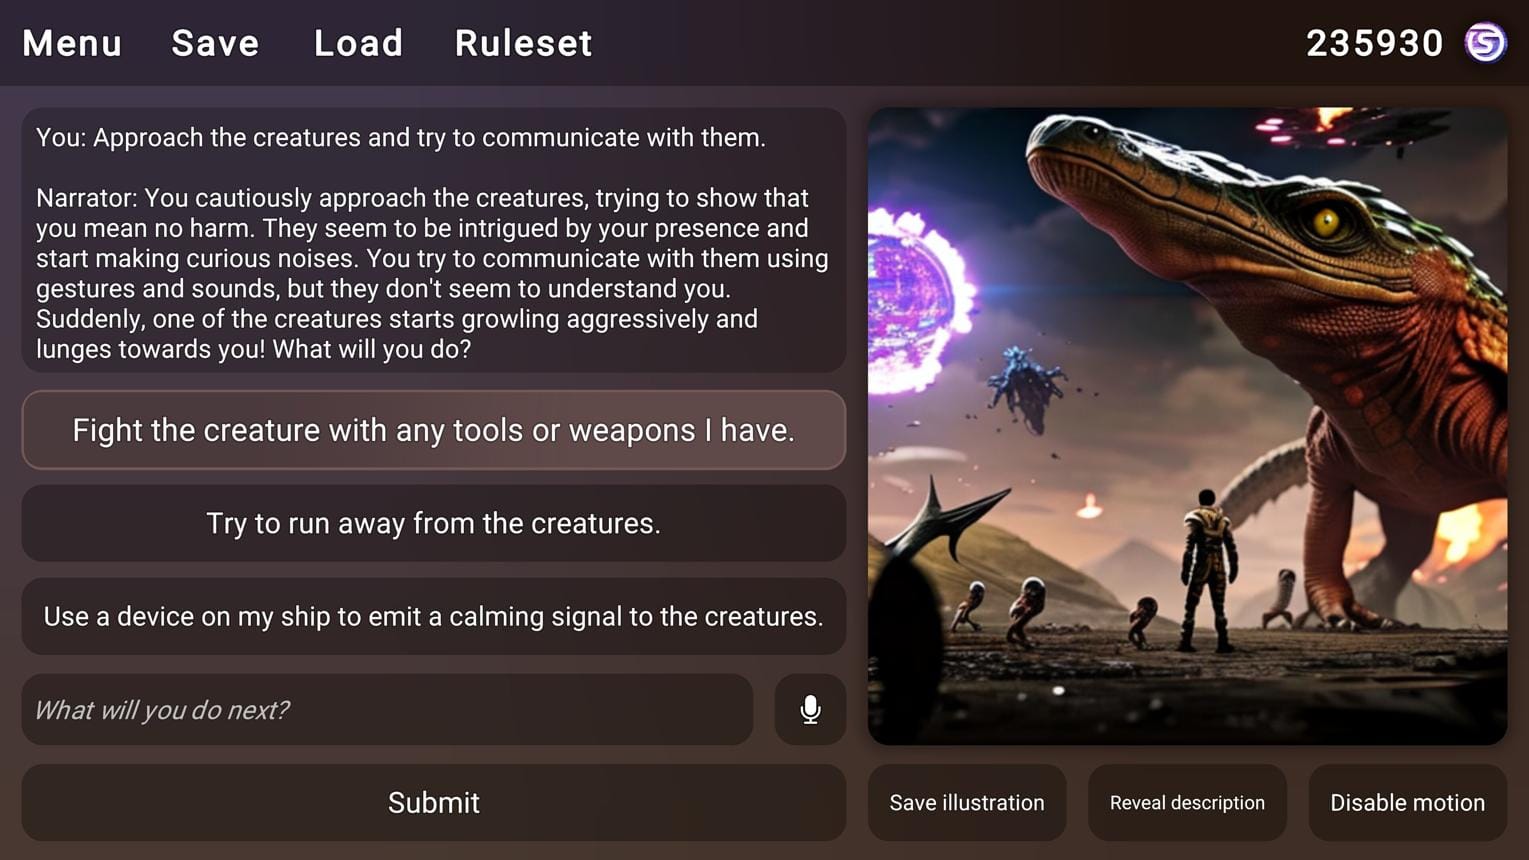 Menu Save Load Ruleset 235930
You: Approach the creatures and try to communicate with them.
Narrator: You cautiously approach the creatures, trying to show that
you mean no harm. They seem to be intrigued by your presence and
start making curious noises. You try to communicate with them using
gestures and sounds, but they don't seem to understand you.
Suddenly, one of the creatures starts growling aggressively and
lunges towards you! What will you do?
Fight the creature with any tools or weapons I have.
Try to run away from the creatures.
Use a device on my ship to emit a calming signal to the creatures.
What will you do next?
Submit
Save illustration
Reveal description
Disable motion